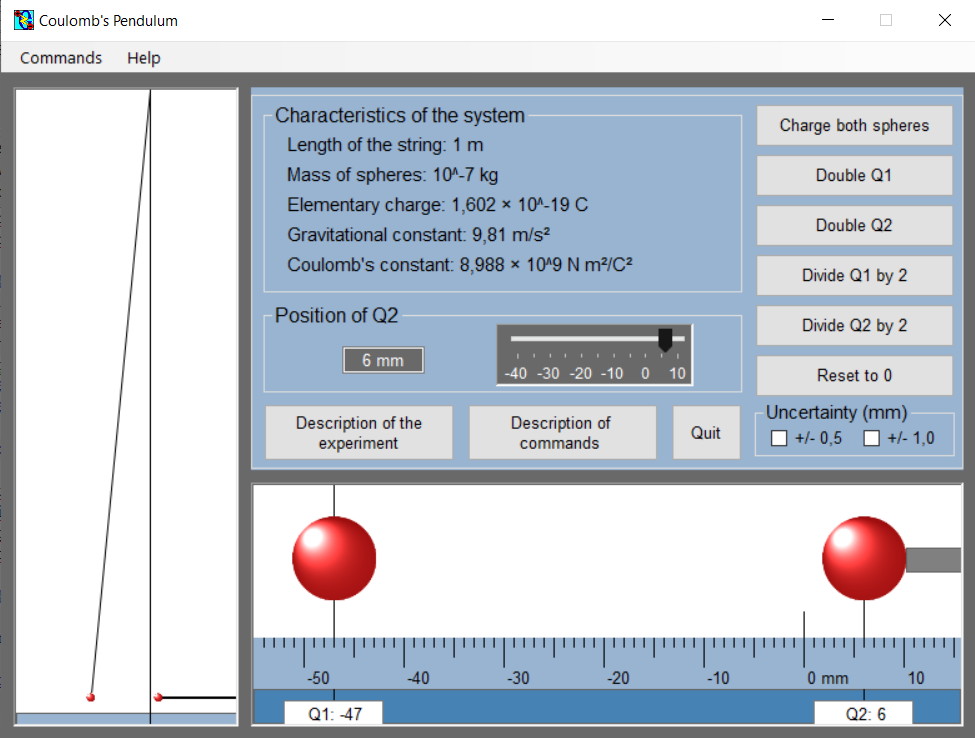 Coulomb's Pendulum
Commands Help
Characteristics of the system
Length of the string: 1 m
Mass of spheres: 10^-7 kg
Elementary charge: 1,602 × 10^-19 C
Gravitational constant: 9,81 m/s²
Coulomb's constant: 8,988 × 10^9 N m²/C²
Position of Q2
6 mm
-40 -30 -20 -10 0 10
Description of the
experiment
Description of
commands
Quit
Charge both spheres
Double Q1
Double Q2
Divide Q1 by 2
Divide Q2 by 2
Reset to 0
Uncertainty (mm)
+/- 0,5 +/- 1,0
-50 -40 -30 -20 -10 0 mm 10
Q1: -47 Q2: 6